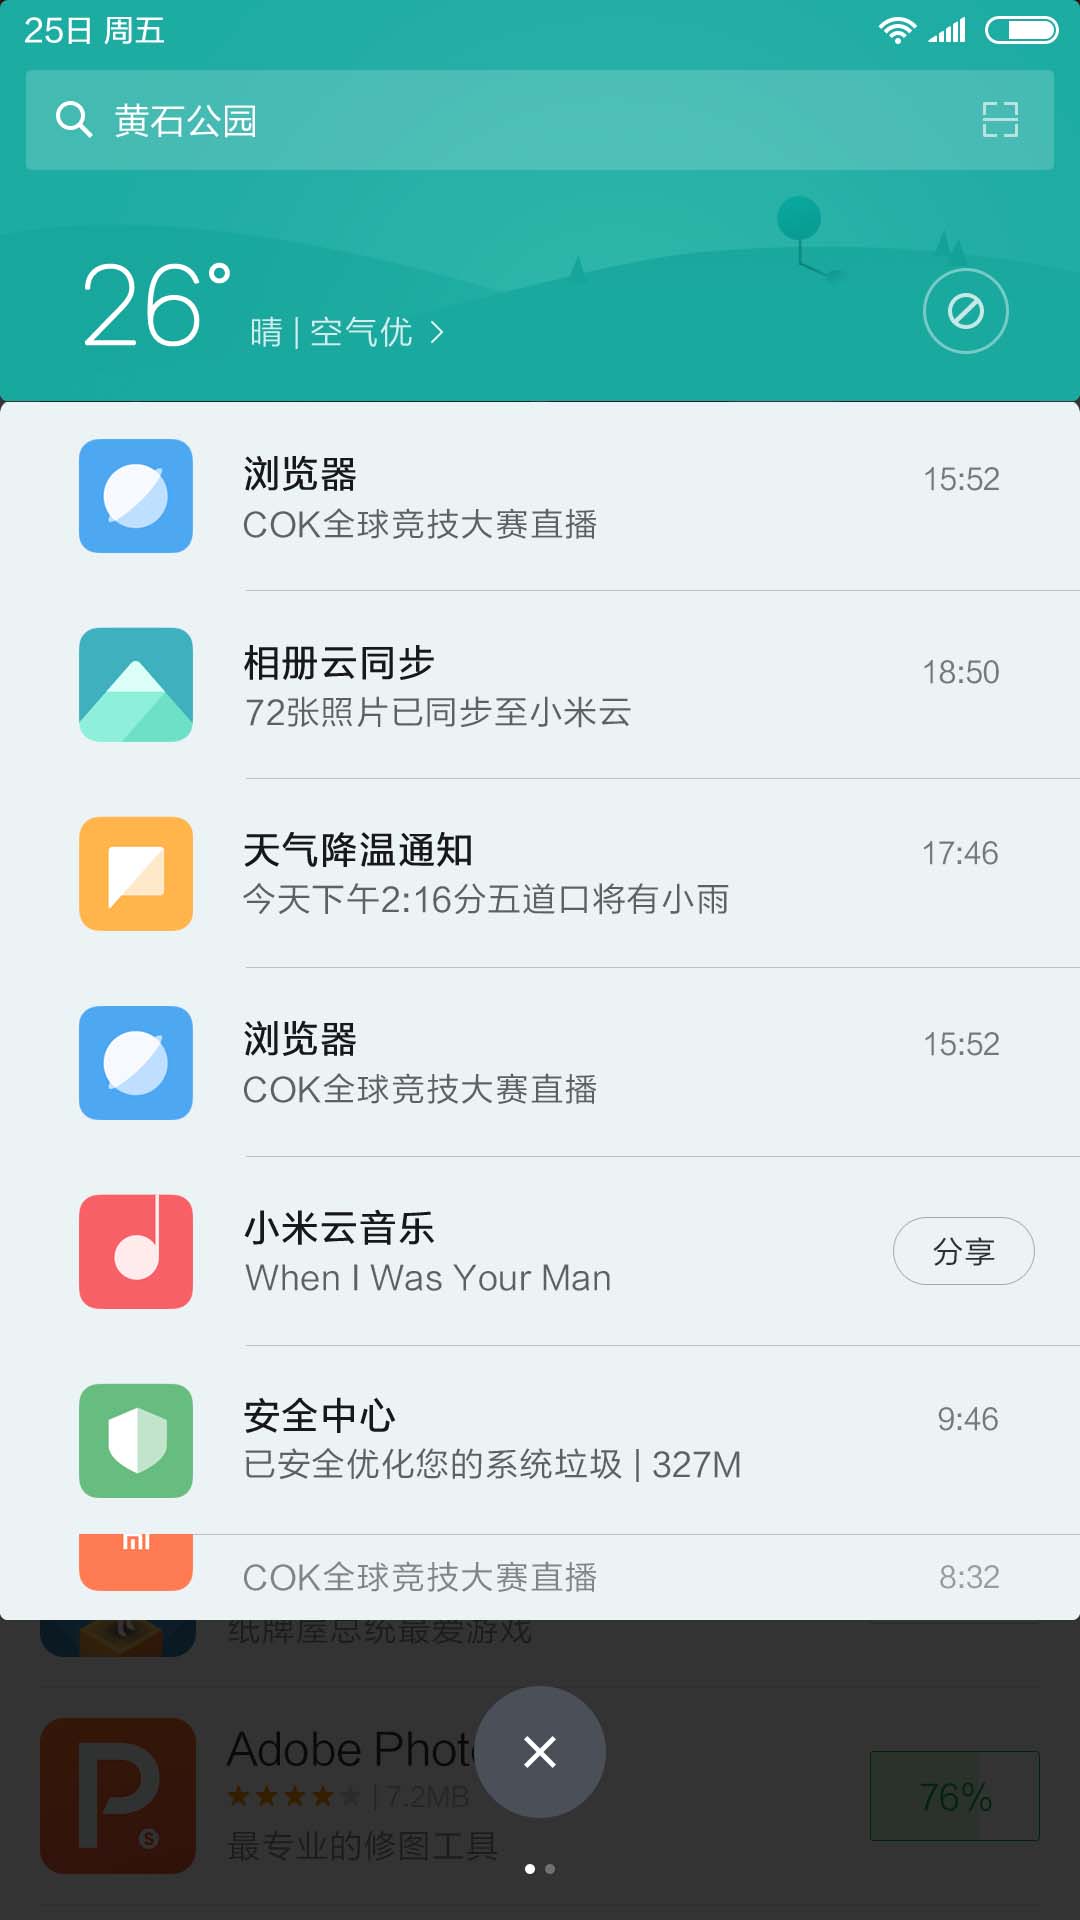 25日 周五
黄石公园
26°
晴 | 空气优
浏览器
15:52
COK全球竞技大赛直播
相册云同步
18:50
72张照片已同步至小米云
天气降温通知
17:46
今天下午2:16分五道口将有小雨
浏览器
15:52
COK全球竞技大赛直播
小米云音乐
When I Was Your Man
分享
安全中心
9:46
已安全优化您的系统垃圾 | 327M
COK全球竞技大赛直播
8:32
纸牌屋总统最爱游戏
Adobe Phot
| 7.2MB
76%
最专业的修图工具